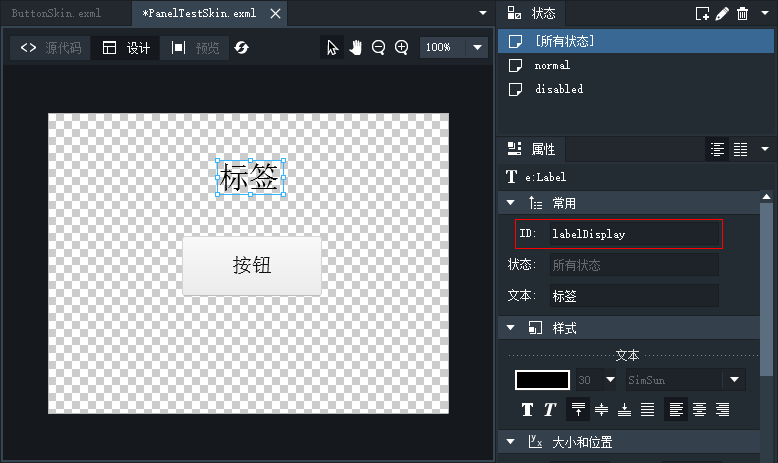 ButtonSkin.exml
*PanelTestSkin.exml
源代码 设计 预览 100%
标签
按钮
状态
[所有状态]
normal
disabled
属性
e:Label
常用
ID: labelDisplay
状态: 所有状态
文本: 标签
样式
文本
30 SimSun
大小和位置